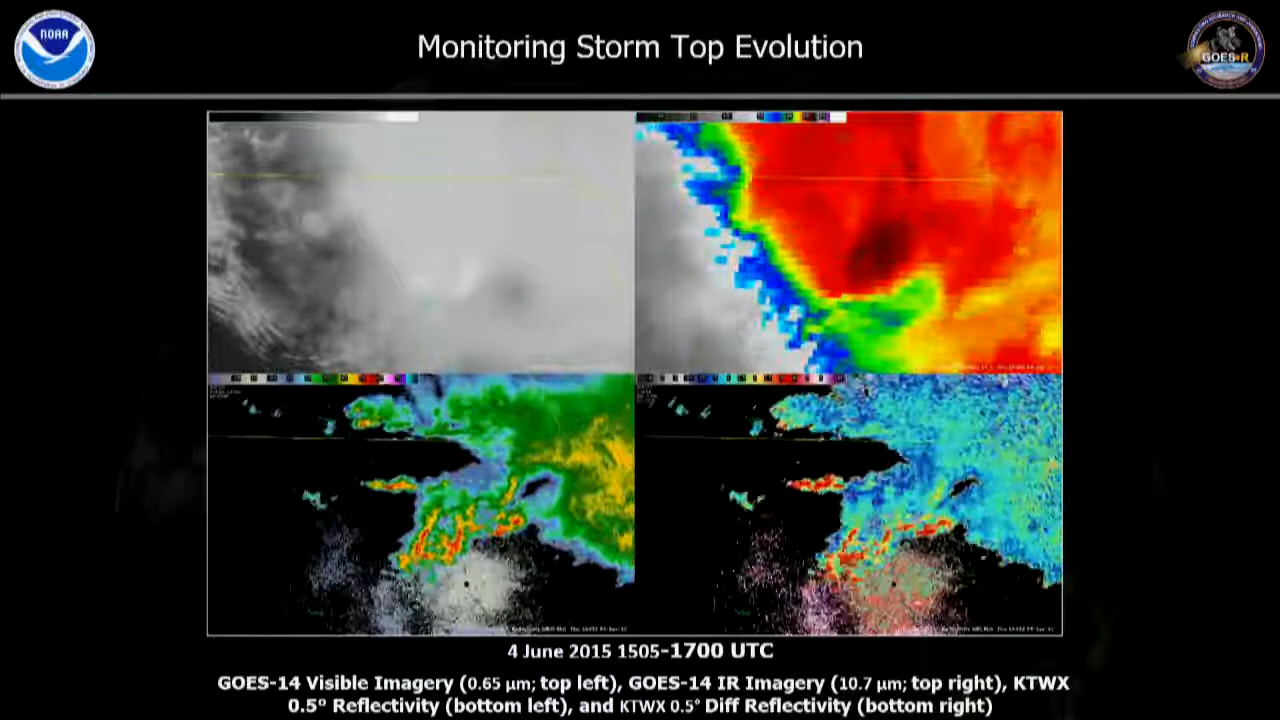 NOAA
Monitoring Storm Top Evolution
GOES-R
4 June 2015 1505-1700 UTC
GOES-14 Visible Imagery (0.65 µm; top left), GOES-14 IR Imagery (10.7 µm; top right), KTWX
0.5° Reflectivity (bottom left), and KTWX 0.5° Diff Reflectivity (bottom right)